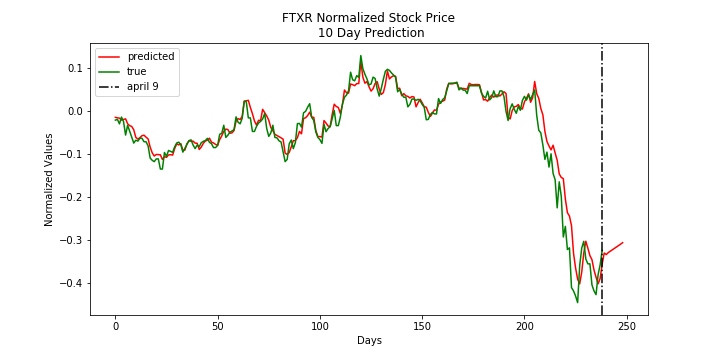 FTXR Normalized Stock Price
10 Day Prediction
predicted
true
april 9
Normalized Values
0.1
0.0
−0.1
−0.2
−0.3
−0.4
0
50
100
150
200
250
Days